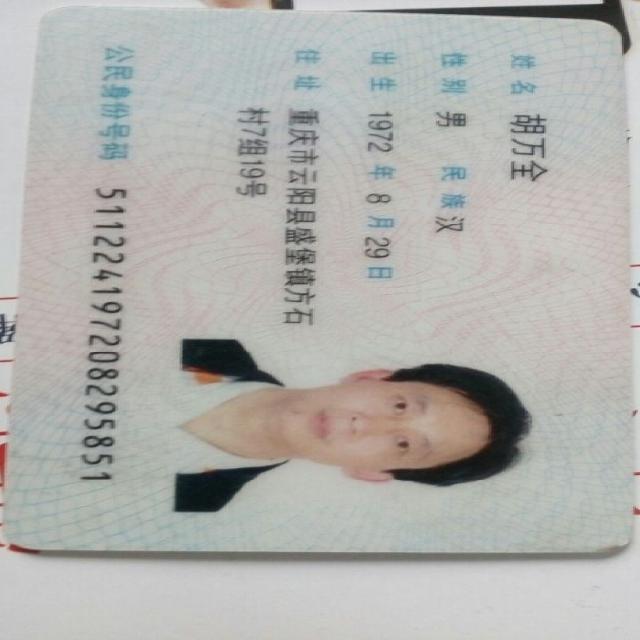 姓名 胡 全
性别 男 民族 汉
出生 1972 年 8 月 29 日
住址 重庆市云阳县盛堡镇方石
村7组19号
公民身份号码 511224197208295851